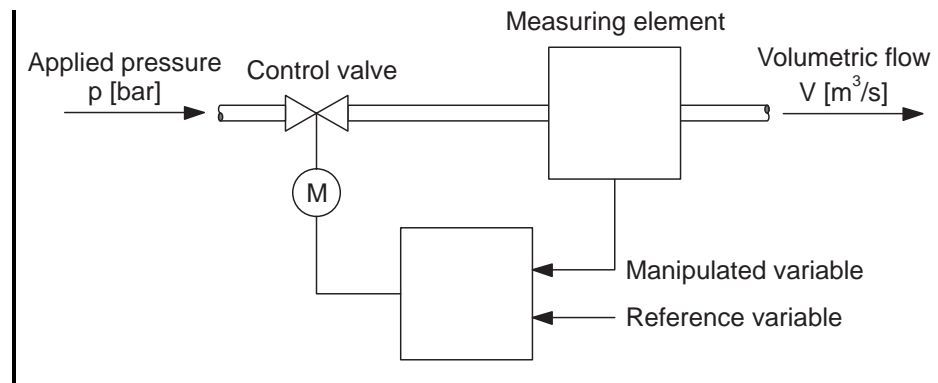 Measuring element
Applied pressure
p [bar]
Control valve
Volumetric flow
V [m³/s]
M
Manipulated variable
Reference variable